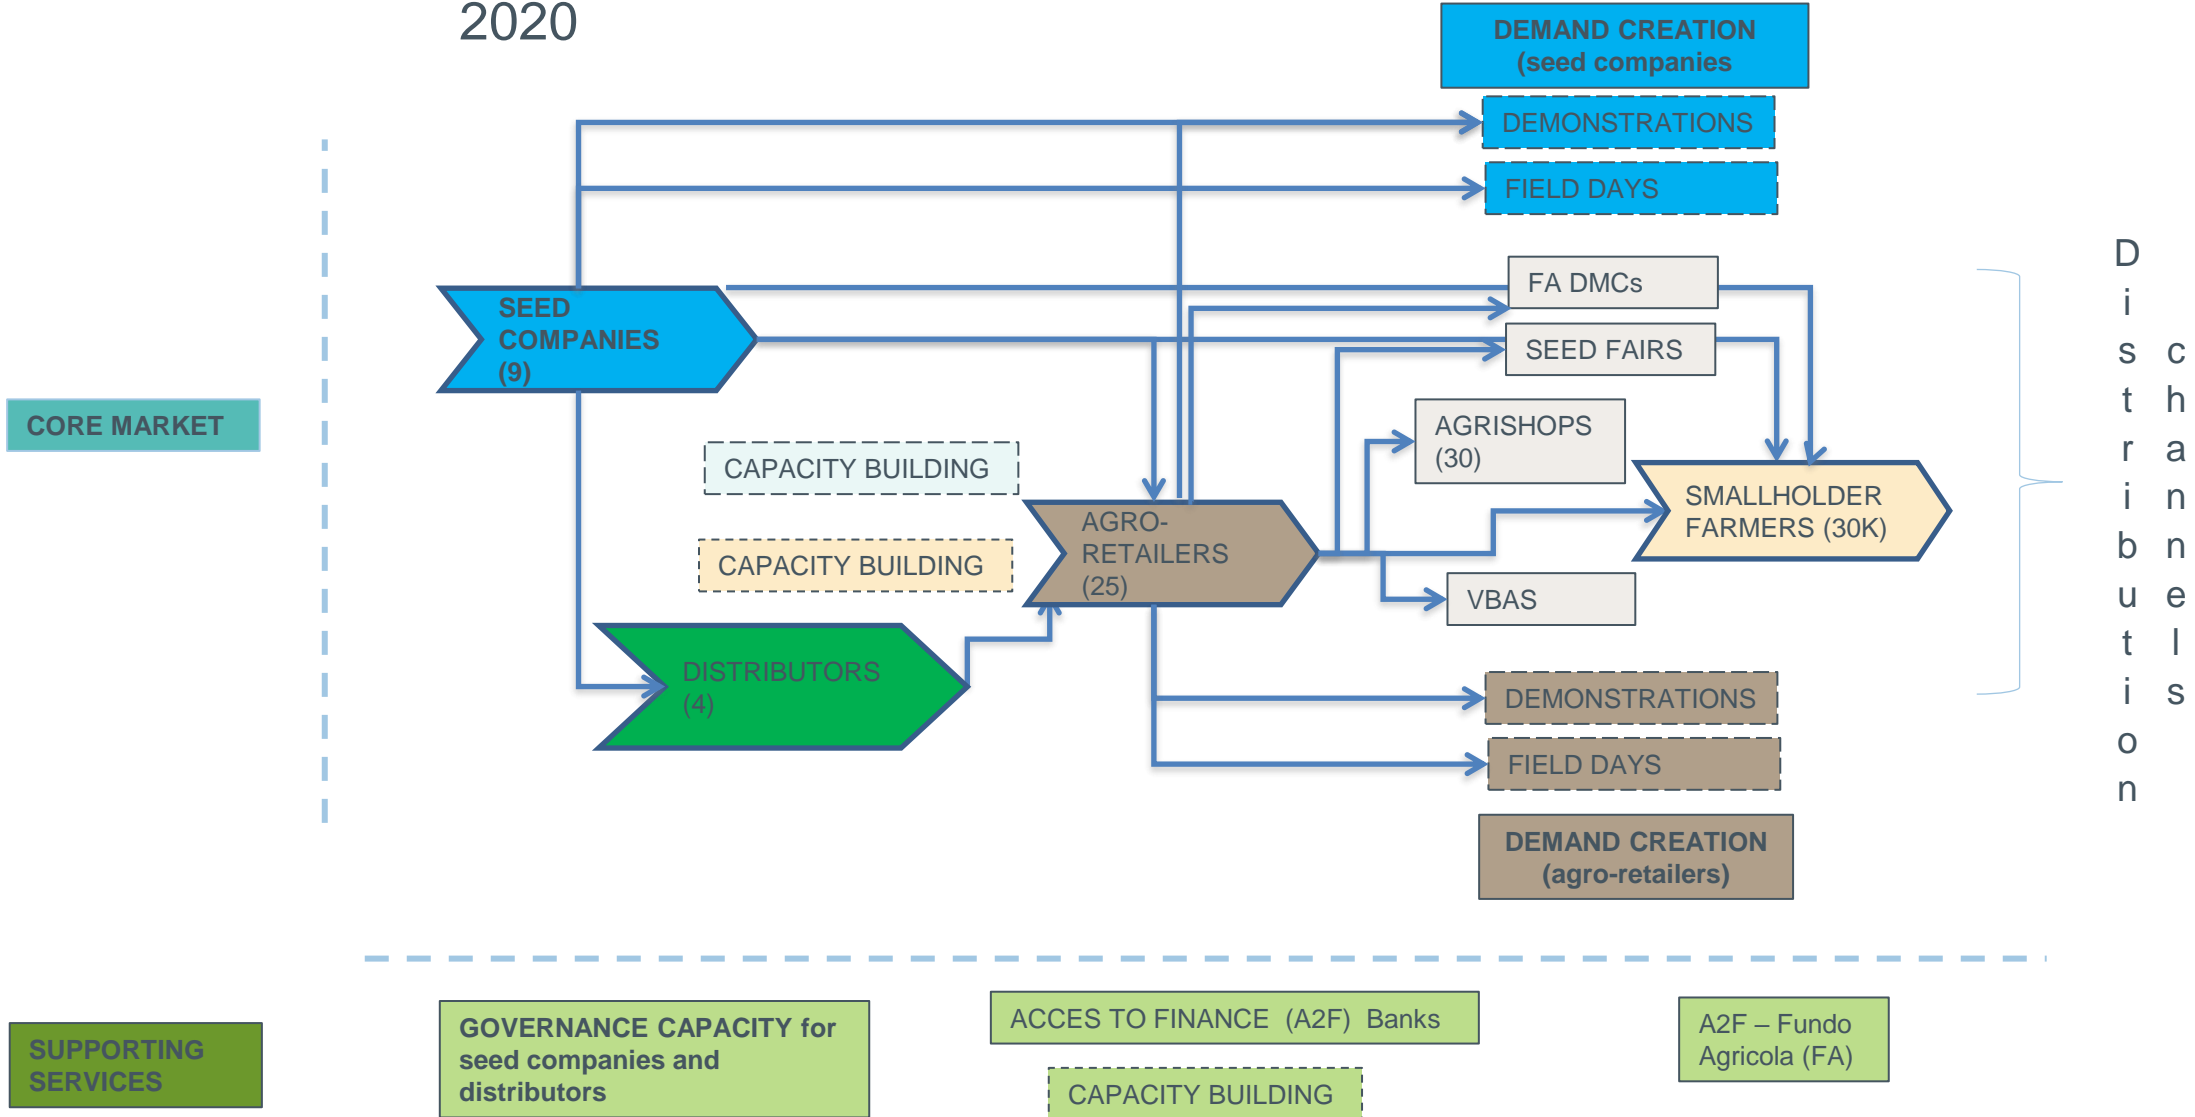 2020
DEMAND CREATION
(seed companies
DEMONSTRATIONS
FIELD DAYS
FA DMCs
SEED FAIRS
SEED
COMPANIES
(9)
CORE MARKET
CAPACITY BUILDING
CAPACITY BUILDING
AGRISHOPS
(30)
SMALLHOLDER
FARMERS (30K)
AGRO-
RETAILERS
(25)
VBAS
DISTRIBUTORS
(4)
DEMONSTRATIONS
FIELD DAYS
DEMAND CREATION
(agro-retailers)
Distribution
channels
SUPPORTING
SERVICES
GOVERNANCE CAPACITY for
seed companies and
distributors
ACCES TO FINANCE (A2F) Banks
CAPACITY BUILDING
A2F – Fundo
Agricola (FA)